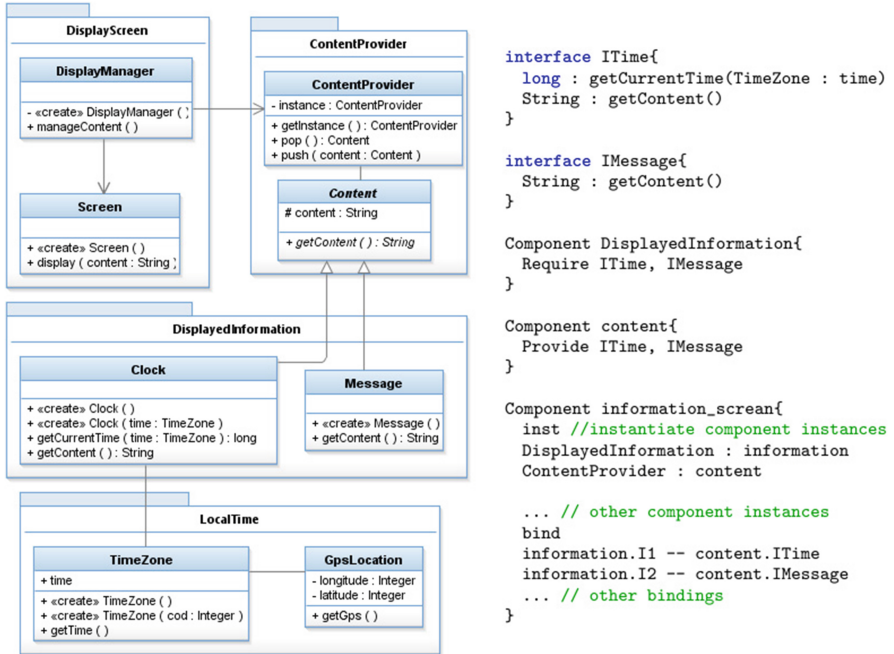 DisplayScreen
DisplayManager
- «create» DisplayManager ( )
+ manageContent ( )
Screen
+ «create» Screen ( )
+ display ( content : String )
ContentProvider
ContentProvider
- instance : ContentProvider
+ getInstance ( ) : ContentProvider
+ pop ( ) : Content
+ push ( content : Content )
Content
# content : String
+ getContent ( ) : String
DisplayedInformation
Clock
+ «create» Clock ( )
+ «create» Clock ( time : TimeZone )
+ getCurrentTime ( time : TimeZone ) : long
+ getContent ( ) : String
Message
+ «create» Message ( )
+ getContent ( ) : String
LocalTime
TimeZone
+ time
+ «create» TimeZone ( )
+ «create» TimeZone ( cod : Integer )
+ getTime ( )
GpsLocation
- longitude : Integer
- latitude : Integer
+ getGps ( )
interface ITime{
long : getCurrentTime(TimeZone : time)
String : getContent()
}
interface IMessage{
String : getContent()
}
Component DisplayedInformation{
Require ITime, IMessage
}
Component content{
Provide ITime, IMessage
}
Component information_screan{
inst //instantiate component instances
DisplayedInformation : information
ContentProvider : content
... // other component instances
bind
information.I1 -- content.ITime
information.I2 -- content.IMessage
... // other bindings
}